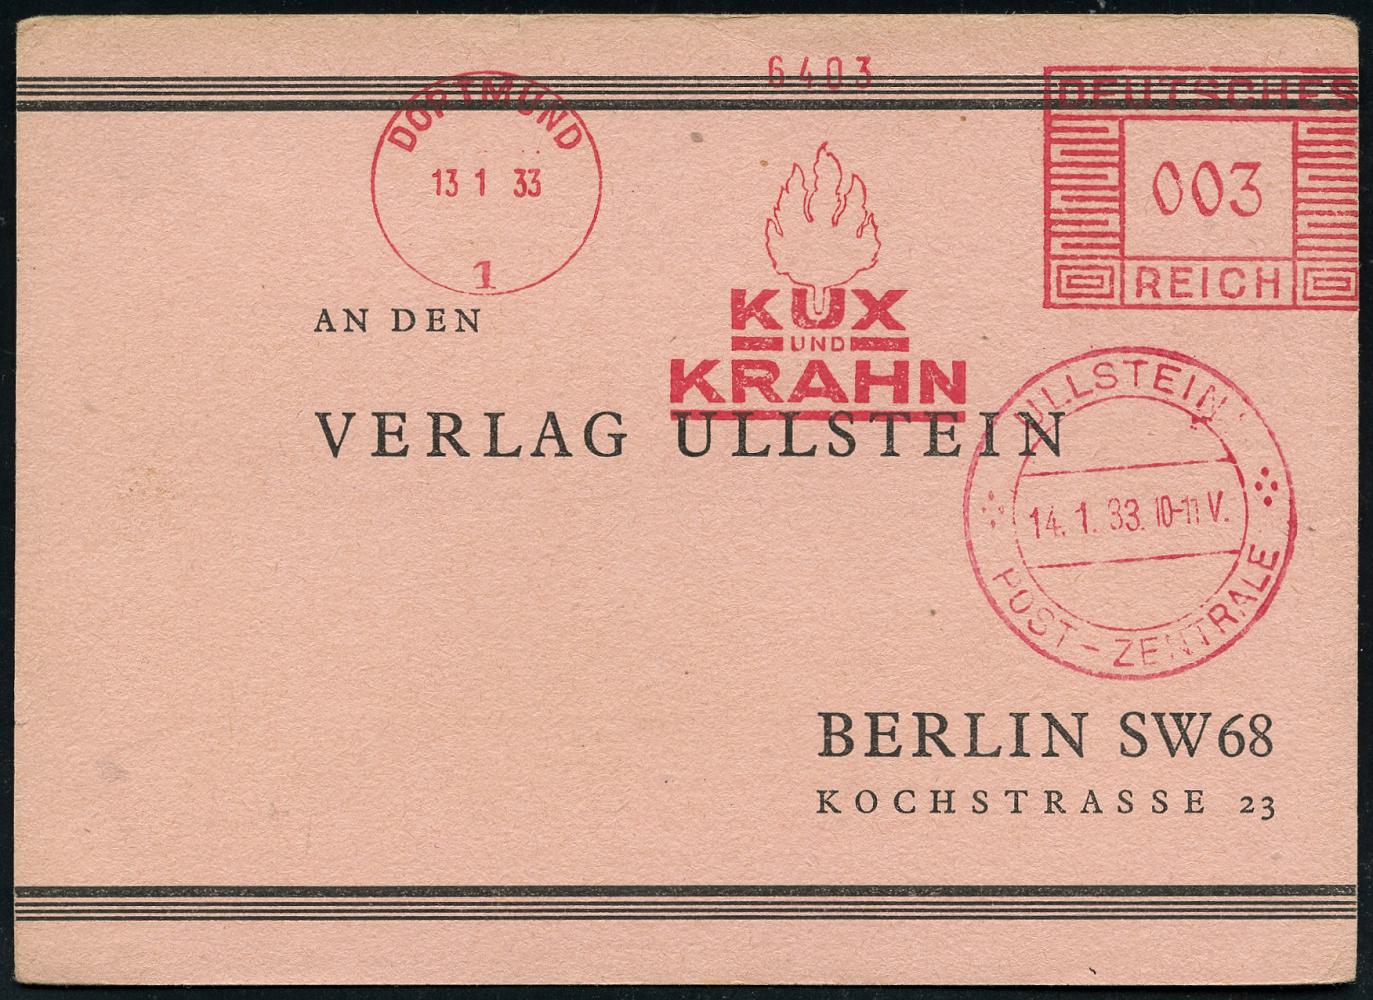 6403
DORTMUND
13 1 33
1
DEUTSCHES
003
REICH
KUX
UND
KRAHN
AN DEN
VERLAG ULLSTEIN
ULLSTEIN
14. 1. 33. 10-11 V.
POST-ZENTRALE
BERLIN SW68
KOCHSTRASSE 23